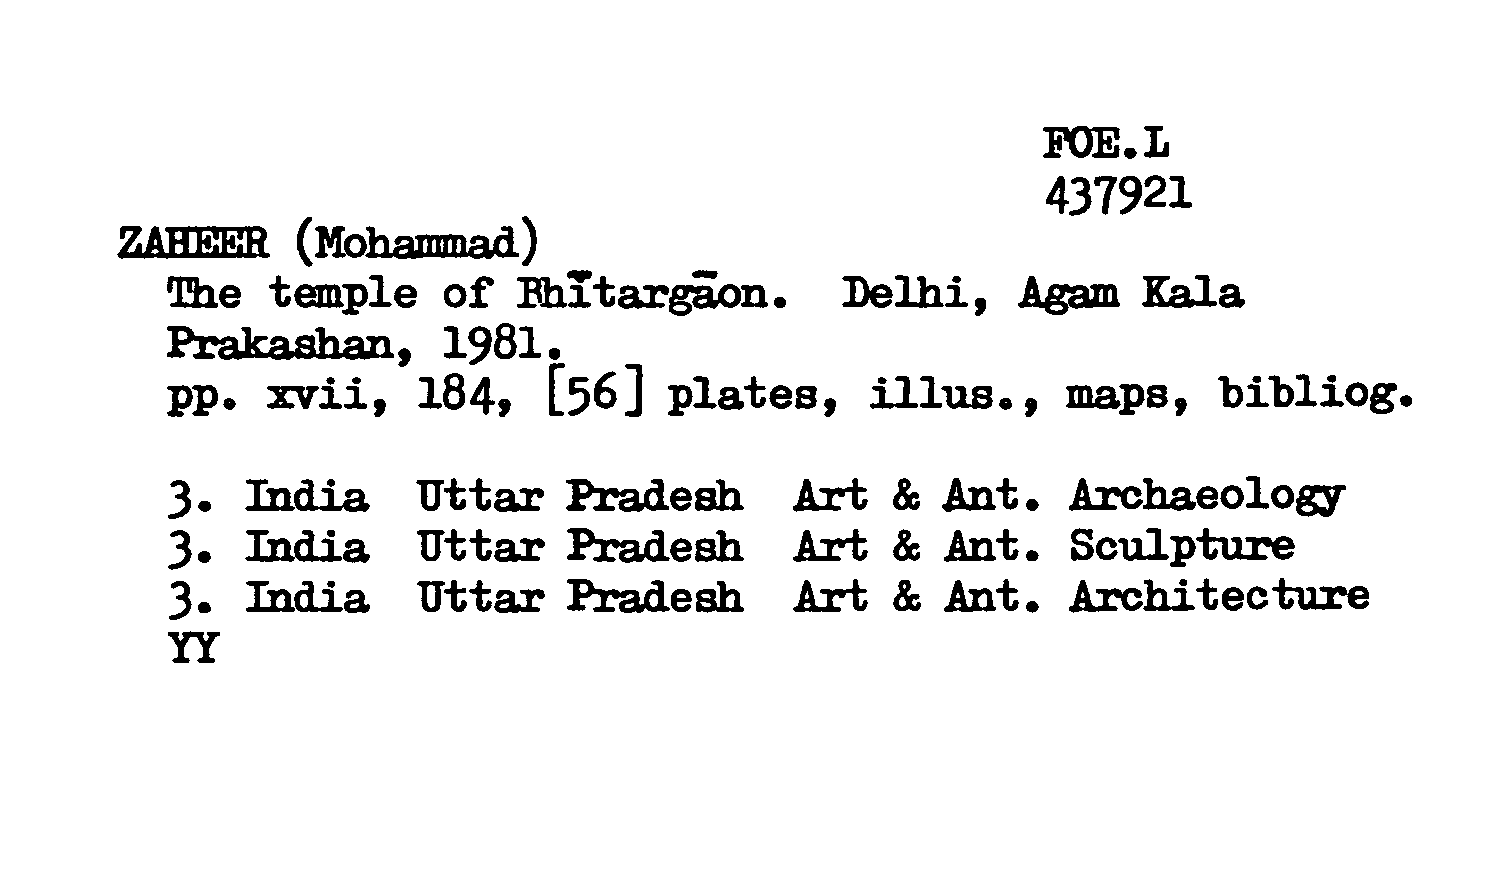 FOE.L
437921
ZAHEER (Mohammad)
The temple of Bhītargāon. Delhi, Agam Kala
Prakashan, 1981.
pp. xvii, 184, [56] plates, illus., maps, bibliog.
3. India Uttar Pradesh Art & Ant. Archaeology
3. India Uttar Pradesh Art & Ant. Sculpture
3. India Uttar Pradesh Art & Ant. Architecture
YY